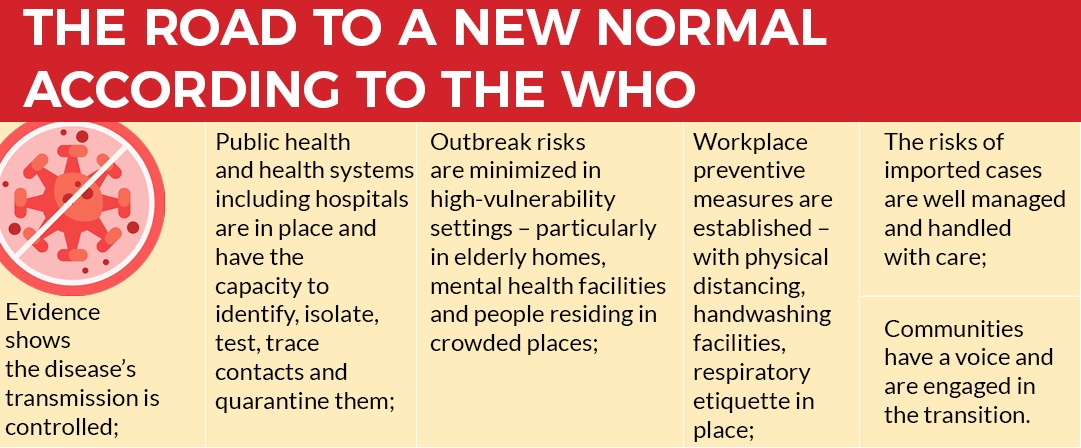 THE ROAD TO A NEW NORMAL
ACCORDING TO THE WHO
Evidence
shows
the disease’s
transmission is
controlled;
Public health
and health systems
including hospitals
are in place and
have the
capacity to
identify, isolate,
test, trace
contacts and
quarantine them;
Outbreak risks
are minimized in
high-vulnerability
settings – particularly
in elderly homes,
mental health facilities
and people residing in
crowded places;
Workplace
preventive
measures are
established –
with physical
distancing,
handwashing
facilities,
respiratory
etiquette in
place;
The risks of
imported cases
are well managed
and handled
with care;
Communities
have a voice and
are engaged in
the transition.